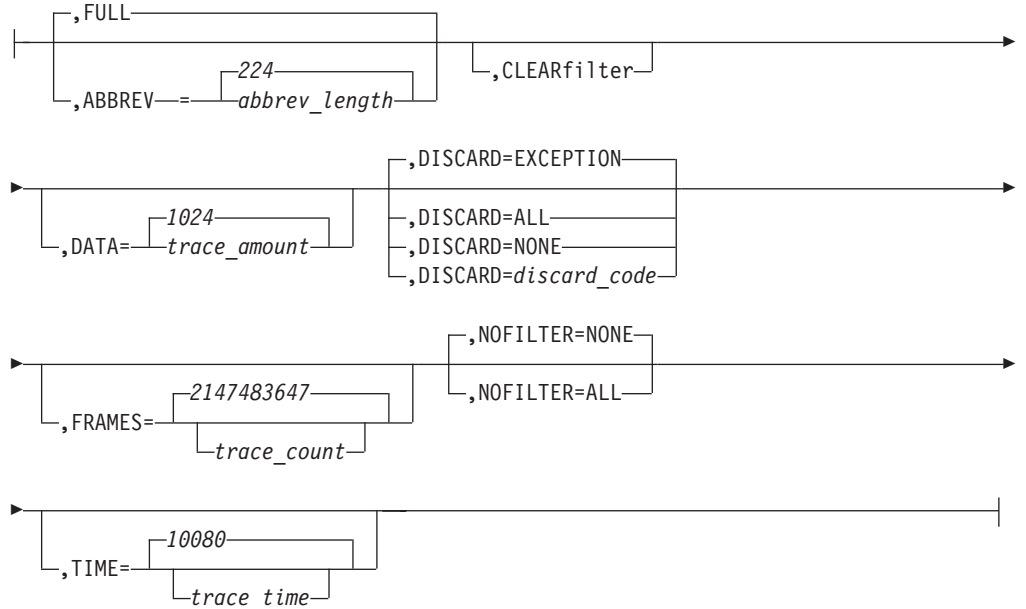 ,FULL
,ABBREV = 224
abbrev_length
,CLEARfilter
,DATA= 1024
trace_amount
,DISCARD=EXCEPTION
,DISCARD=ALL
,DISCARD=NONE
,DISCARD=discard_code
,FRAMES= 2147483647
trace_count
,NOFILTER=NONE
,NOFILTER=ALL
,TIME= 10080
trace time